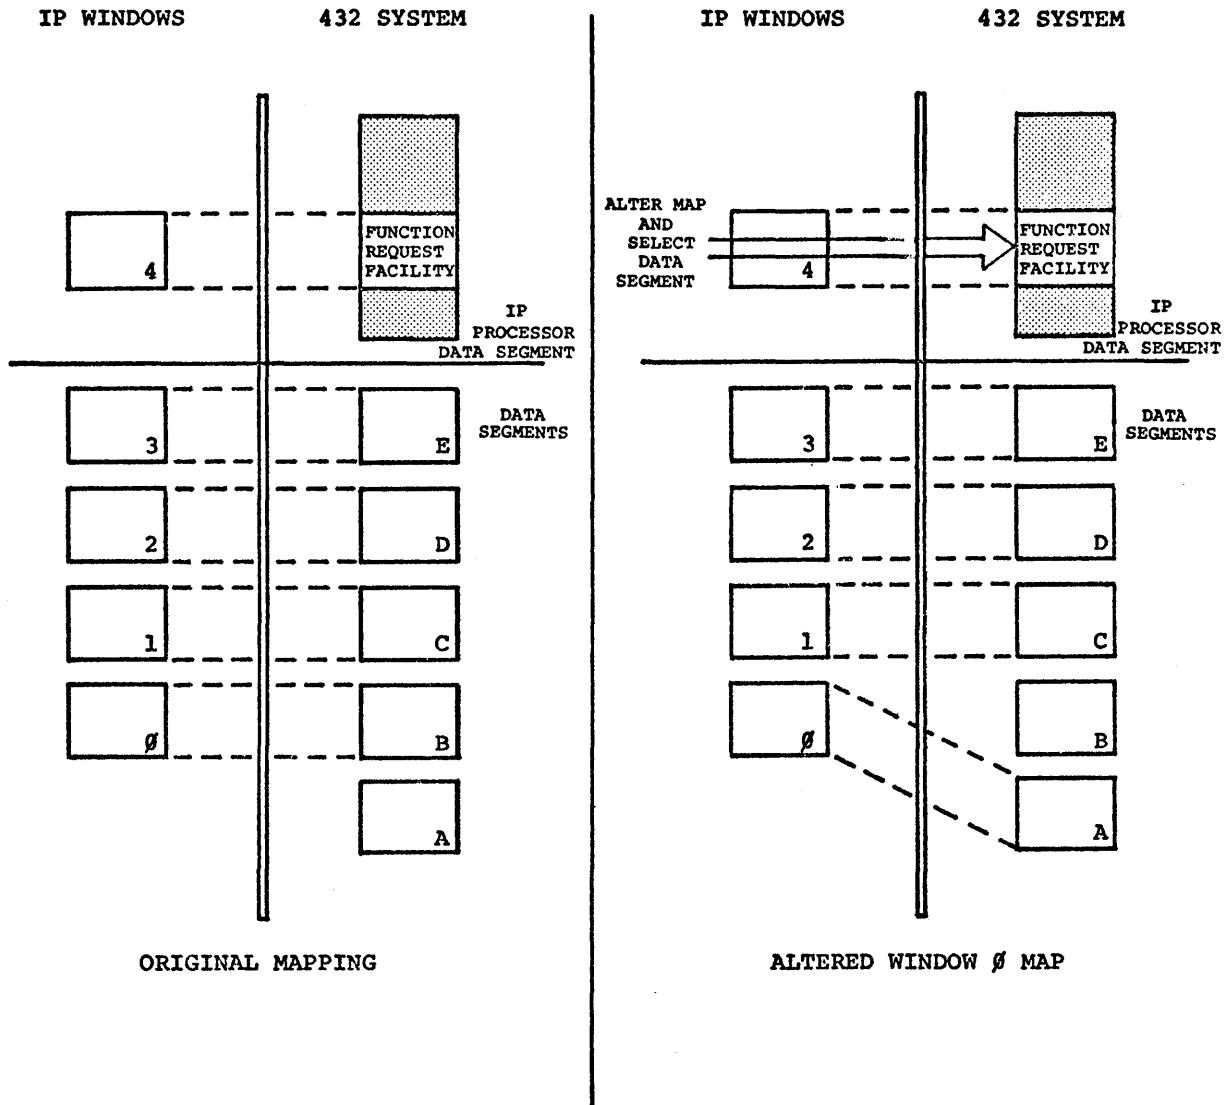 IP WINDOWS
432 SYSTEM
FUNCTION
REQUEST
FACILITY
4
IP
PROCESSOR
DATA SEGMENT
3
E
DATA
SEGMENTS
2
D
1
C
Ø
B
A
ORIGINAL MAPPING
IP WINDOWS
432 SYSTEM
ALTER MAP
AND
SELECT
DATA
SEGMENT
4
FUNCTION
REQUEST
FACILITY
IP
PROCESSOR
DATA SEGMENT
3
E
DATA
SEGMENTS
2
D
1
C
Ø
B
A
ALTERED WINDOW Ø MAP